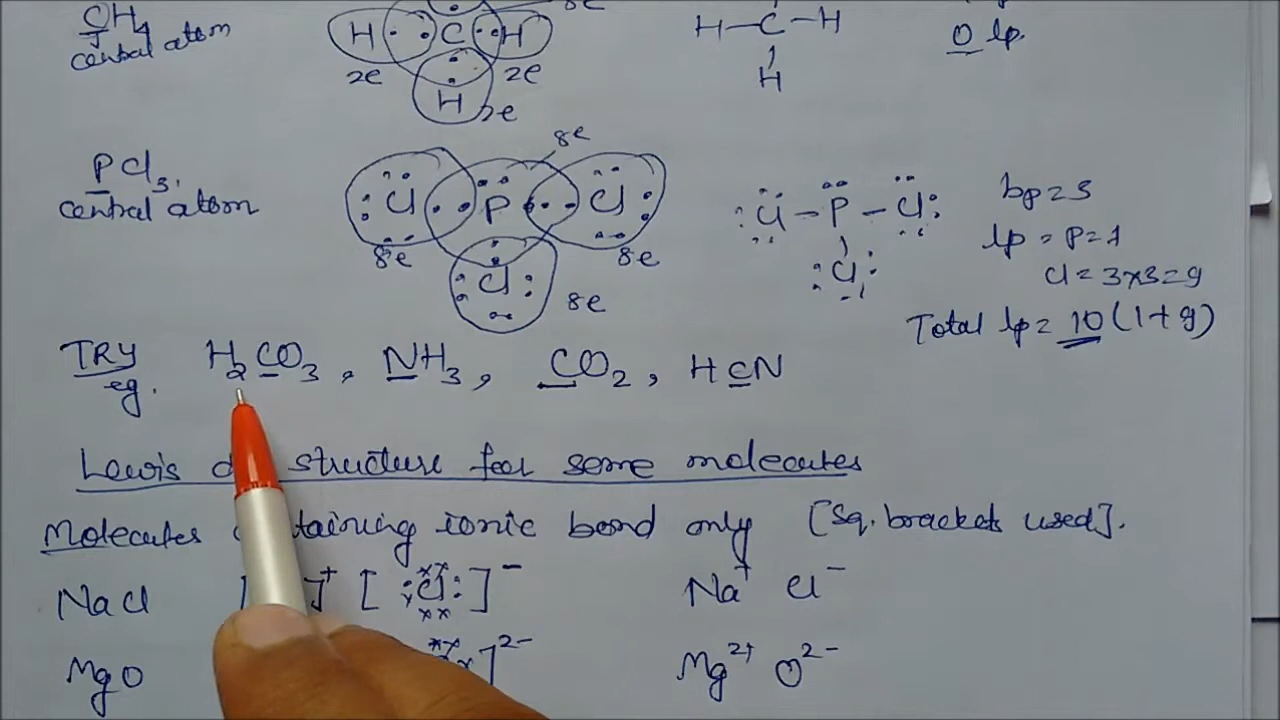 CH4 H C H H—C—H 0 lp.
central atom 2e 2e H
H 2e
8e
PCl3. Cl P Cl Cl—P—Cl bp=3
central atom lp = P=1
8e Cl 8e Cl Cl = 3x3=9
8e Total lp= 10 (1+9)
TRY H2CO3, NH3, CO2, HCN
eg.
Lewis structure for some molecules
Molecules ionic bond only [Sq. brackets used].
NaCl ]+ [Cl]− Na+ Cl−
MgO ]2− Mg2+ O2−